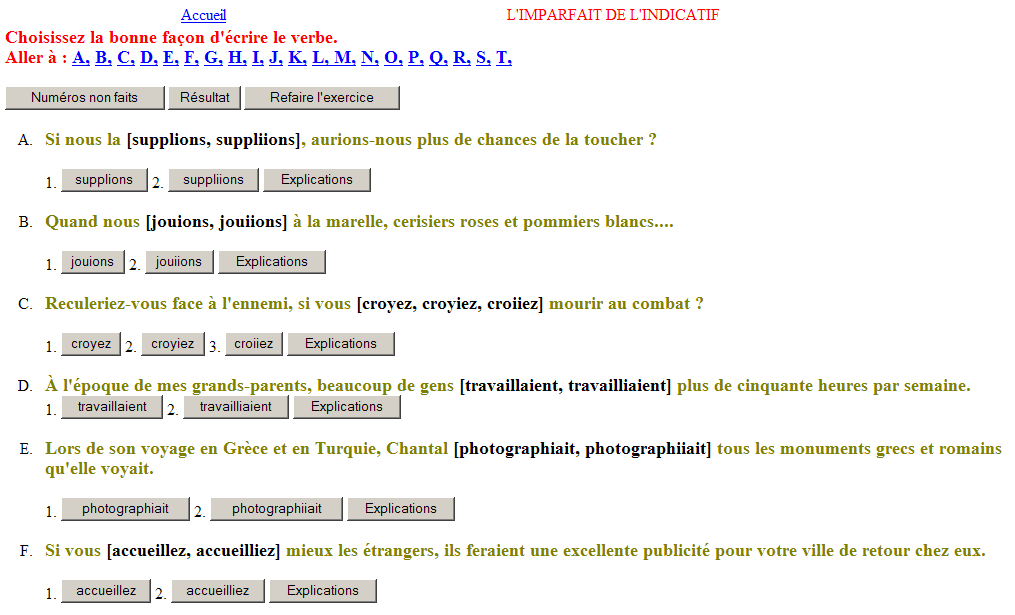 Accueil L'IMPARFAIT DE L'INDICATIF
Choisissez la bonne façon d'écrire le verbe.
Aller à : A, B, C, D, E, F, G, H, I, J, K, L, M, N, O, P, Q, R, S, T,
Numéros non faits Résultat Refaire l'exercice
A. Si nous la [supplions, suppliions], aurions-nous plus de chances de la toucher ?
1. supplions 2. suppliions Explications
B. Quand nous [jouions, jouiions] à la marelle, cerisiers roses et pommiers blancs....
1. jouions 2. jouiions Explications
C. Reculeriez-vous face à l'ennemi, si vous [croyez, croyiez, croiiez] mourir au combat ?
1. croyez 2. croyiez 3. croiiez Explications
D. À l'époque de mes grands-parents, beaucoup de gens [travaillaient, travailliaient] plus de cinquante heures par semaine.
1. travaillaient 2. travailliaient Explications
E. Lors de son voyage en Grèce et en Turquie, Chantal [photographiait, photographiiait] tous les monuments grecs et romains
qu'elle voyait.
1. photographiait 2. photographiiait Explications
F. Si vous [accueillez, accueilliez] mieux les étrangers, ils feraient une excellente publicité pour votre ville de retour chez eux.
1. accueillez 2. accueilliez Explications